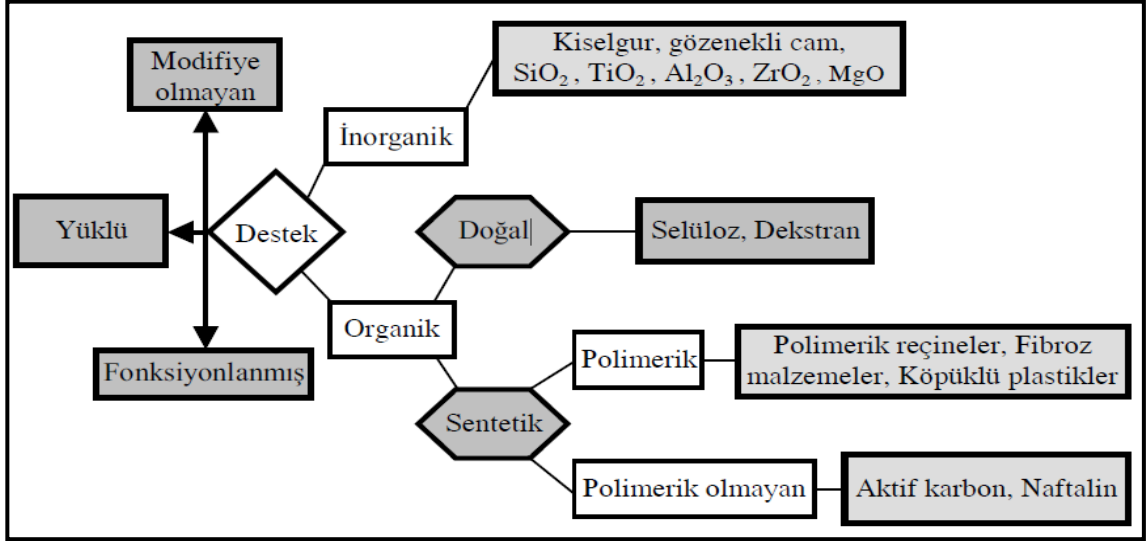 Modifiye
olmayan
Kiselgur, gözenekli cam,
SiO₂ , TiO₂ , Al₂O₃ , ZrO₂ , MgO
İnorganik
Yüklü
Destek
Doğal
Selüloz, Dekstran
Organik
Fonksiyonlanmış
Polimerik
Polimerik reçineler, Fibroz
malzemeler, Köpüklü plastikler
Sentetik
Polimerik olmayan
Aktif karbon, Naftalin